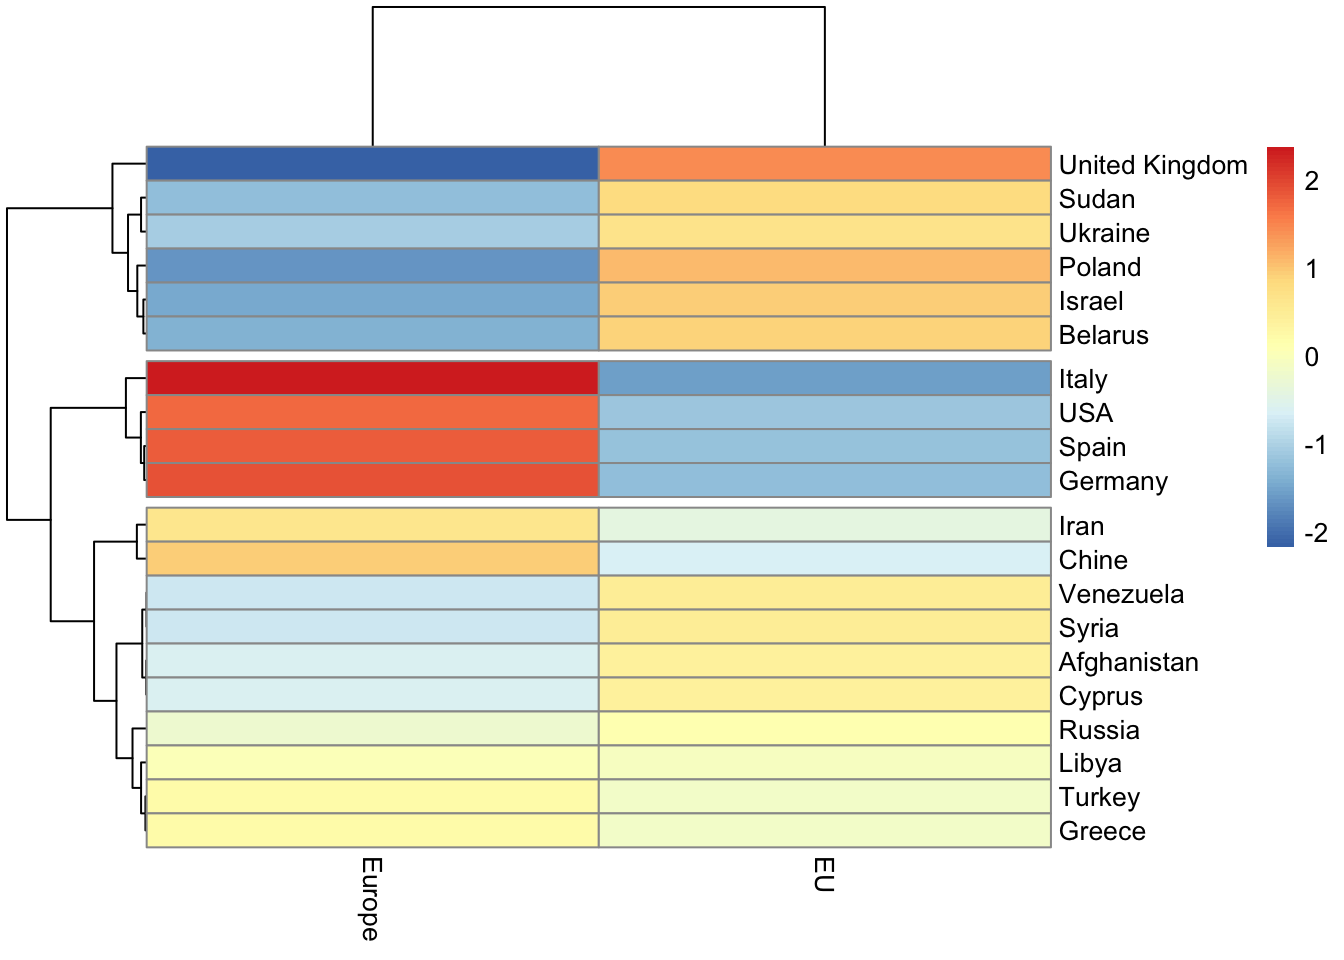 United Kingdom
Sudan
Ukraine
Poland
Israel
Belarus
Italy
USA
Spain
Germany
Iran
Chine
Venezuela
Syria
Afghanistan
Cyprus
Russia
Libya
Turkey
Greece
2
1
0
-1
-2
Europe
EU